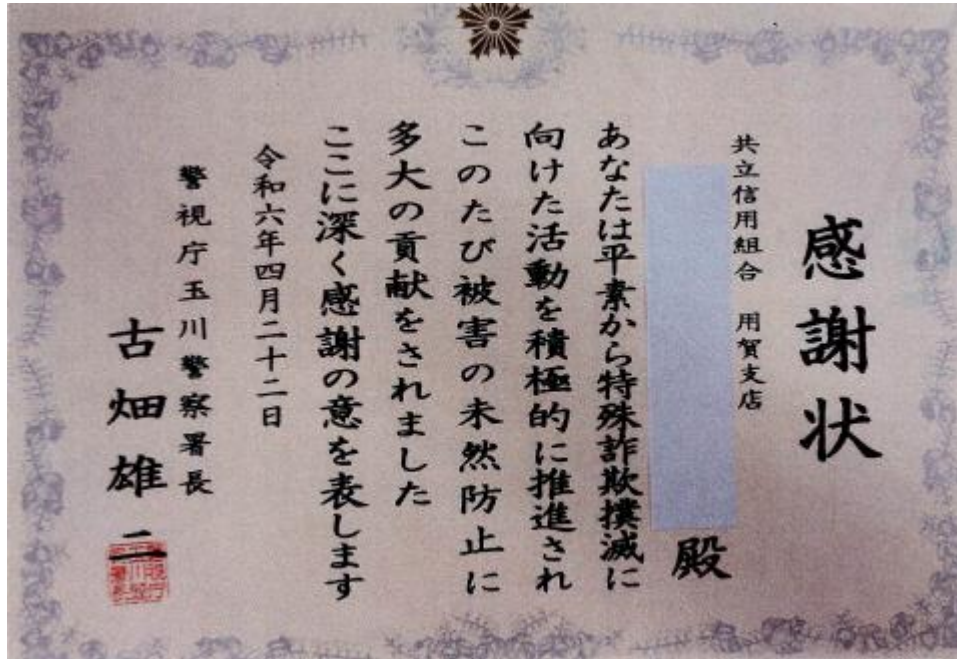 感謝状
共立信用組合 用賀支店
殿
あなたは平素から特殊詐欺撲滅に
向けた活動を積極的に推進され
このたび被害の未然防止に
多大の貢献をされました
ここに深く感謝の意を表します
令和六年四月二十二日
警視庁玉川警察署長
古畑雄二